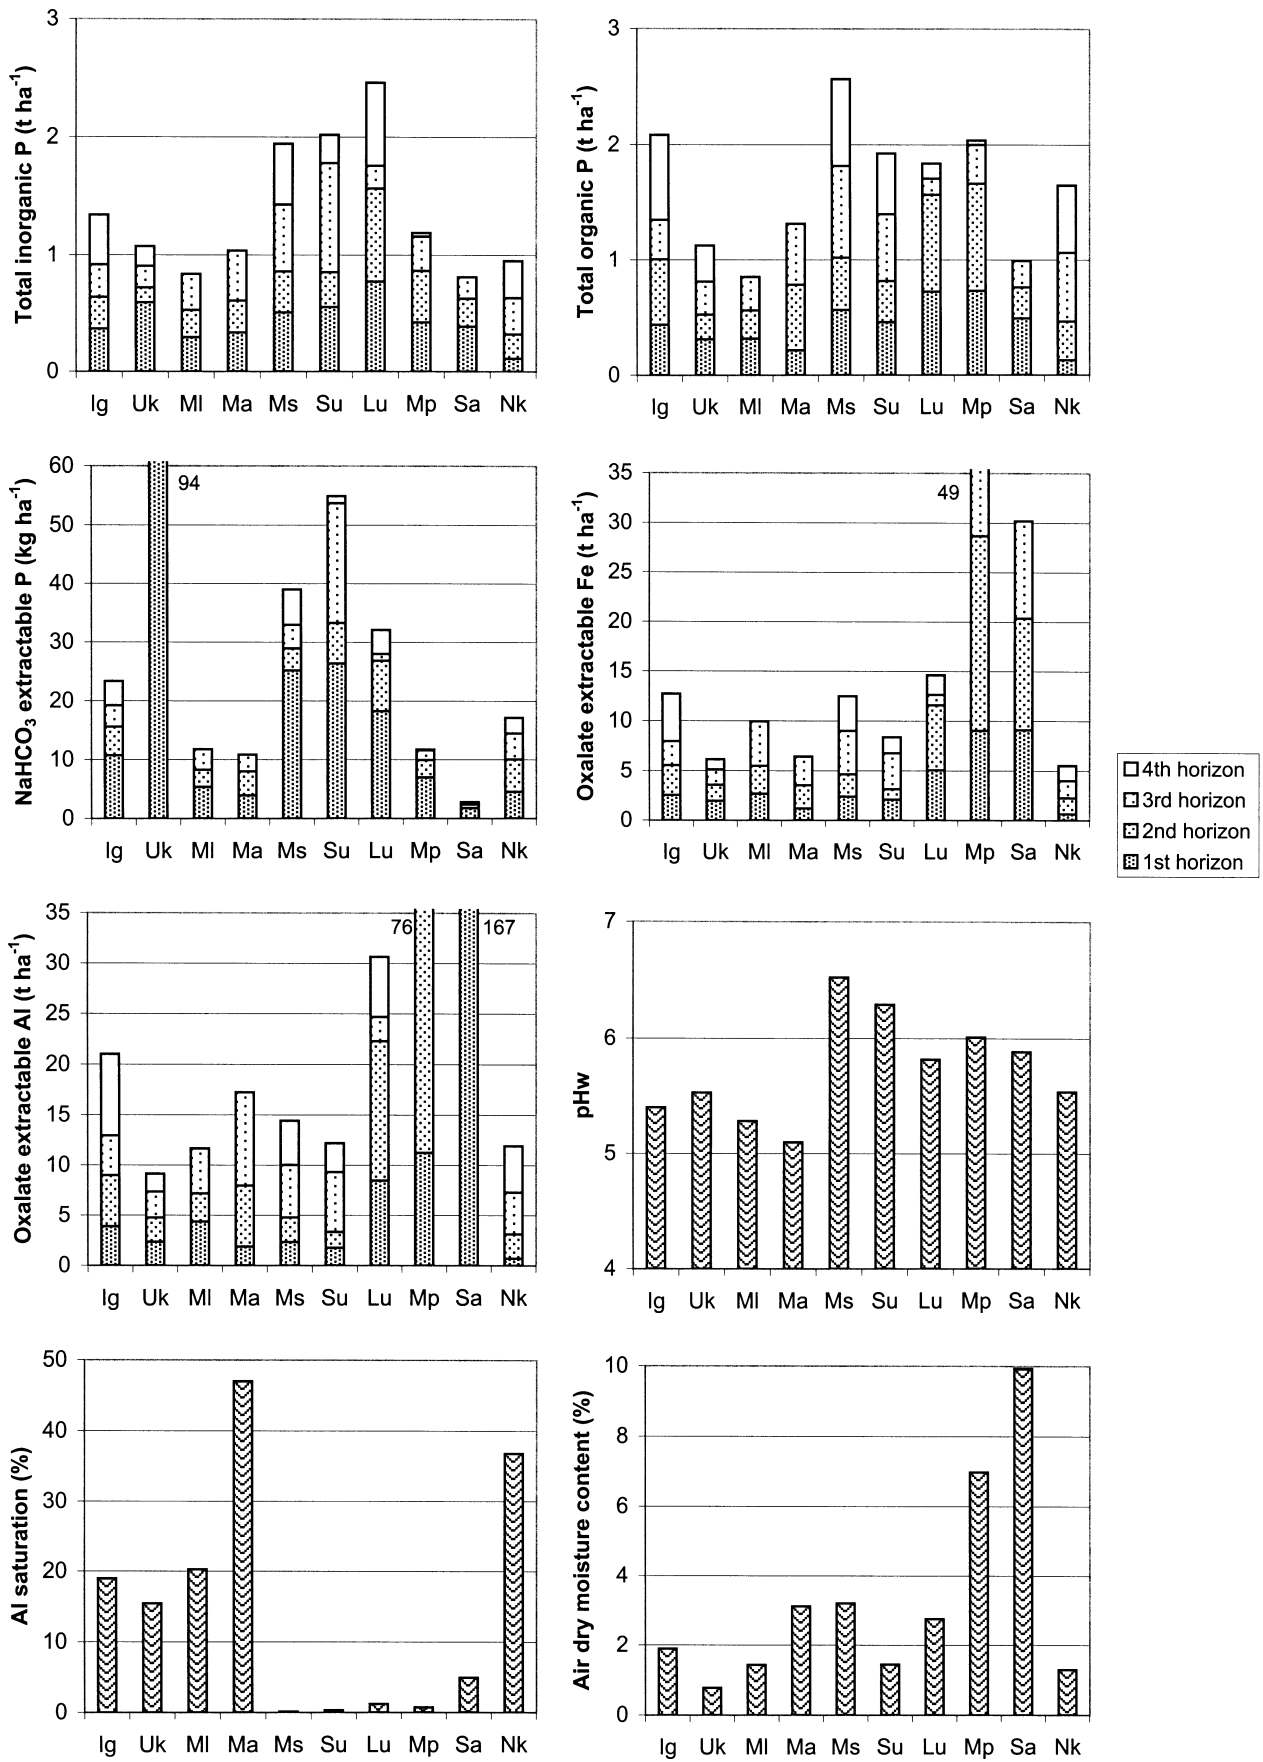 Total inorganic P (t ha⁻¹)
3
2
1
0
Ig Uk Ml Ma Ms Su Lu Mp Sa Nk
Total organic P (t ha⁻¹)
3
2
1
0
Ig Uk Ml Ma Ms Su Lu Mp Sa Nk
NaHCO₃ extractable P (kg ha⁻¹)
60
50
40
30
20
10
0
94
Ig Uk Ml Ma Ms Su Lu Mp Sa Nk
Oxalate extractable Fe (t ha⁻¹)
35
30
25
20
15
10
5
0
49
Ig Uk Ml Ma Ms Su Lu Mp Sa Nk
4th horizon
3rd horizon
2nd horizon
1st horizon
Oxalate extractable Al (t ha⁻¹)
35
30
25
20
15
10
5
0
76 167
Ig Uk Ml Ma Ms Su Lu Mp Sa Nk
pHw
7
6
5
4
Ig Uk Ml Ma Ms Su Lu Mp Sa Nk
Al saturation (%)
50
40
30
20
10
0
Ig Uk Ml Ma Ms Su Lu Mp Sa Nk
Air dry moisture content (%)
10
8
6
4
2
0
Ig Uk Ml Ma Ms Su Lu Mp Sa Nk